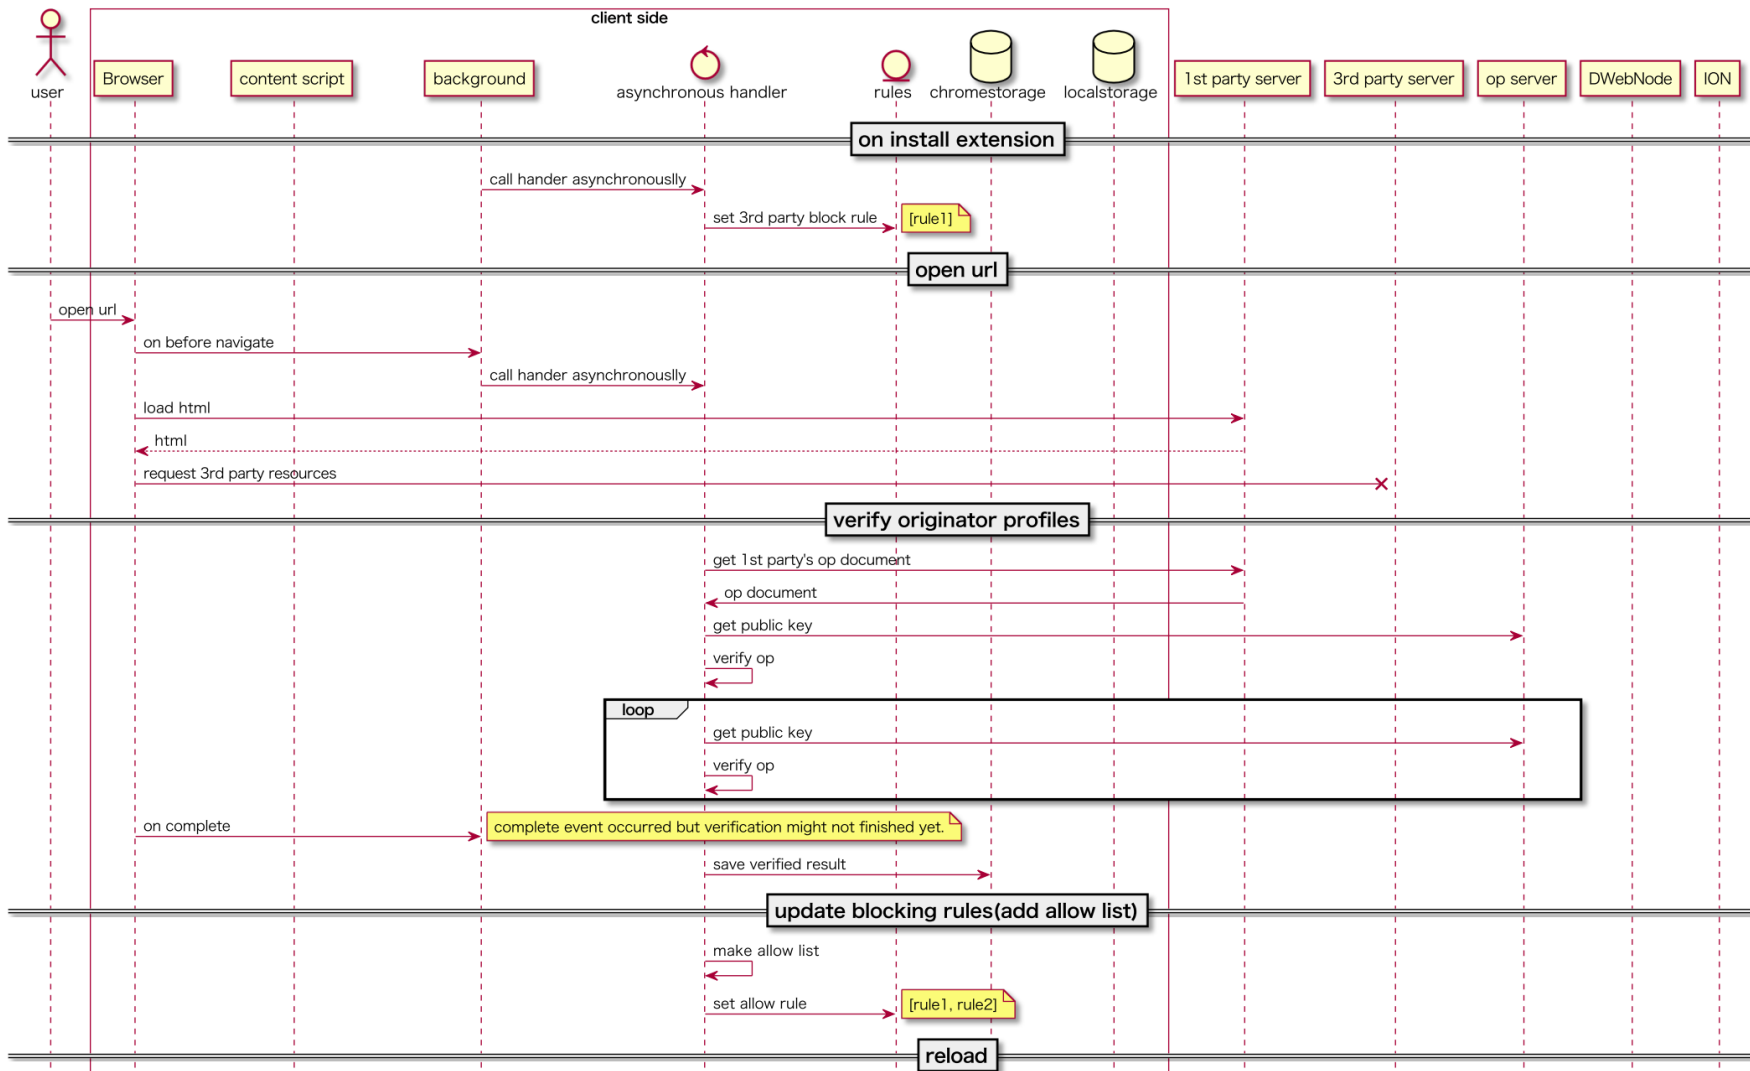 client side
user
Browser
content script
background
asynchronous handler
rules
chromestorage
localstorage
1st party server
3rd party server
op server
DWebNode
ION
on install extension
call hander asynchronouslly
set 3rd party block rule
[rule1]
open url
open url
on before navigate
call hander asynchronouslly
load html
html
request 3rd party resources
verify originator profiles
get 1st party's op document
op document
get public key
verify op
loop
get public key
verify op
on complete
complete event occurred but verification might not finished yet.
save verified result
update blocking rules(add allow list)
make allow list
set allow rule
[rule1, rule2]
reload